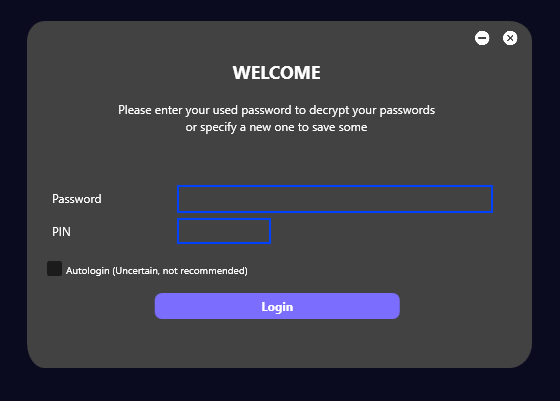 WELCOME
Please enter your used password to decrypt your passwords
or specify a new one to save some
Password
PIN
Autologin (Uncertain, not recommended)
Login